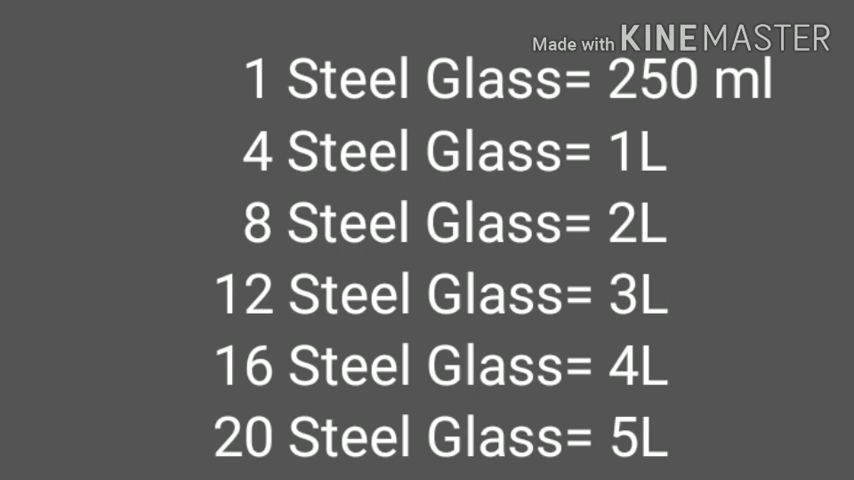 Made with KINEMASTER
1 Steel Glass= 250 ml
4 Steel Glass= 1L
8 Steel Glass= 2L
12 Steel Glass= 3L
16 Steel Glass= 4L
20 Steel Glass= 5L